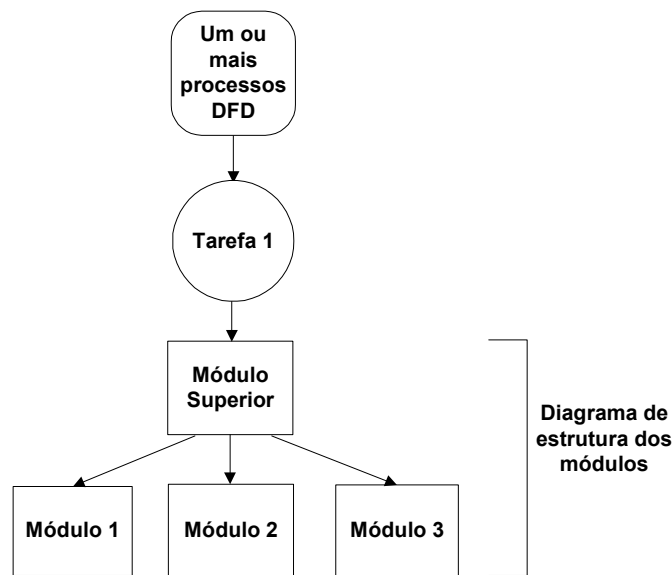 Um ou
mais
processos
DFD
Tarefa 1
Módulo
Superior
Diagrama de
estrutura dos
módulos
Módulo 1
Módulo 2
Módulo 3